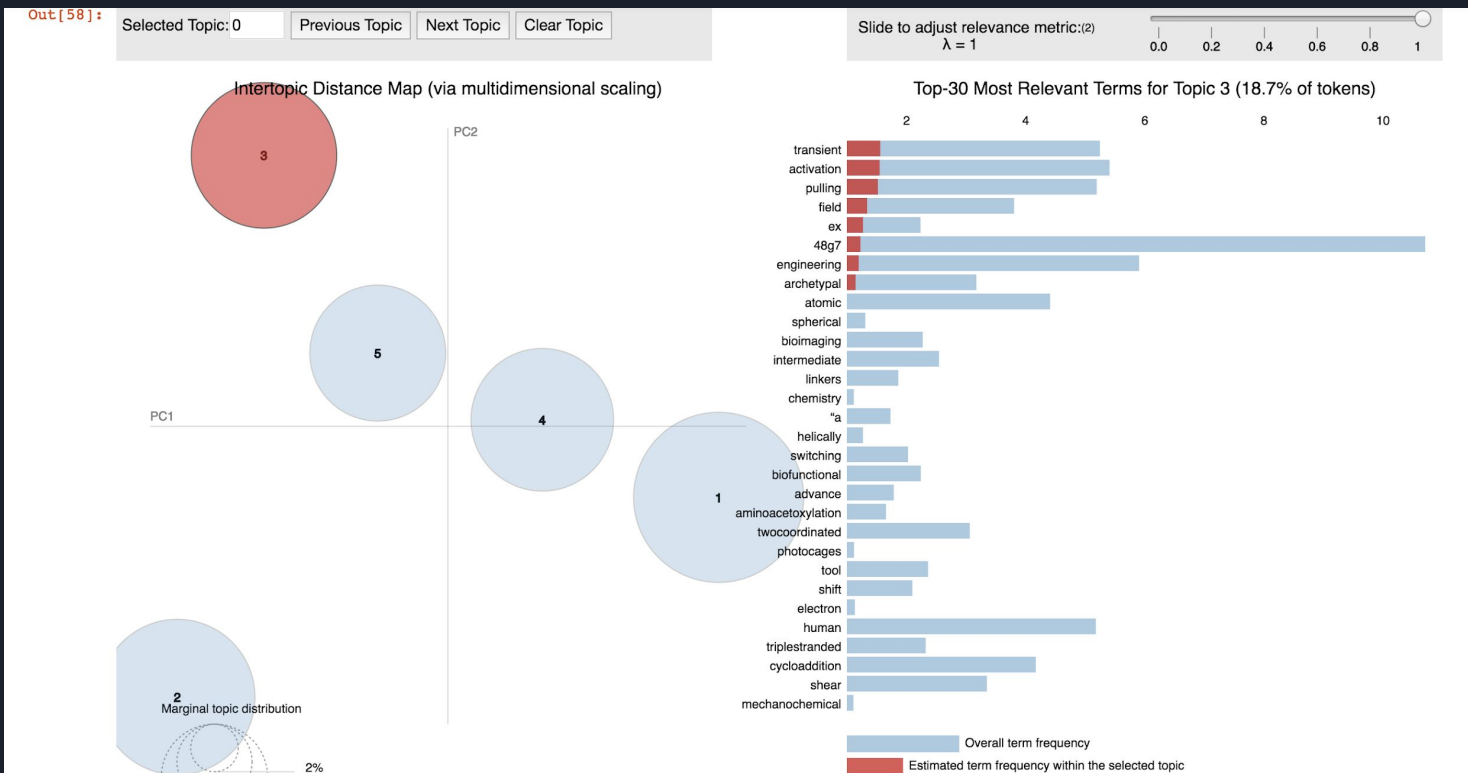 Out[58]:
Selected Topic: 0 Previous Topic Next Topic Clear Topic
Slide to adjust relevance metric:(2)
λ = 1
0.0 0.2 0.4 0.6 0.8 1
Intertopic Distance Map (via multidimensional scaling)
PC2
PC1
3
5
4
1
2
Marginal topic distribution
2%
Top-30 Most Relevant Terms for Topic 3 (18.7% of tokens)
2 4 6 8 10
transient
activation
pulling
field
ex
48g7
engineering
archetypal
atomic
spherical
bioimaging
intermediate
linkers
chemistry
“a
helically
switching
biofunctional
advance
aminoacetoxylation
twocoordinated
photocages
tool
shift
electron
human
triplestranded
cycloaddition
shear
mechanochemical
Overall term frequency
Estimated term frequency within the selected topic